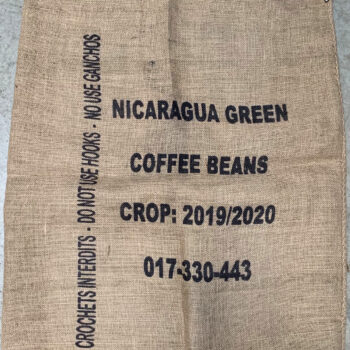 NICARAGUA GREEN
COFFEE BEANS
CROP: 2019/2020
017-330-443
CROCHETS INTERDITS - DO NOT USE HOOKS - NO USE GANCHOS